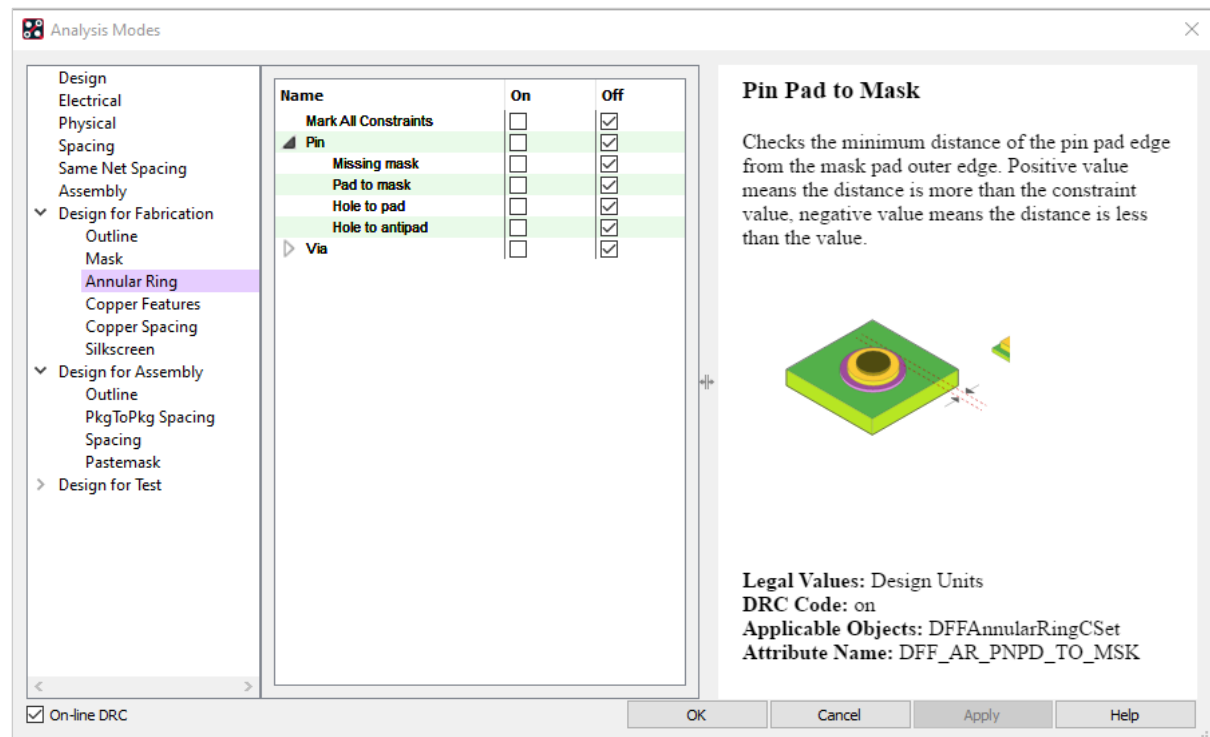 Analysis Modes
Design
Electrical
Physical
Spacing
Same Net Spacing
Assembly
Design for Fabrication
Outline
Mask
Annular Ring
Copper Features
Copper Spacing
Silkscreen
Design for Assembly
Outline
PkgToPkg Spacing
Spacing
Pastemask
Design for Test
Name On Off
Mark All Constraints
Pin
Missing mask
Pad to mask
Hole to pad
Hole to antipad
Via
Pin Pad to Mask
Checks the minimum distance of the pin pad edge
from the mask pad outer edge. Positive value
means the distance is more than the constraint
value, negative value means the distance is less
than the value.
Legal Values: Design Units
DRC Code: on
Applicable Objects: DFFAnnularRingCSet
Attribute Name: DFF_AR_PNPD_TO_MSK
On-line DRC
OK Cancel Apply Help